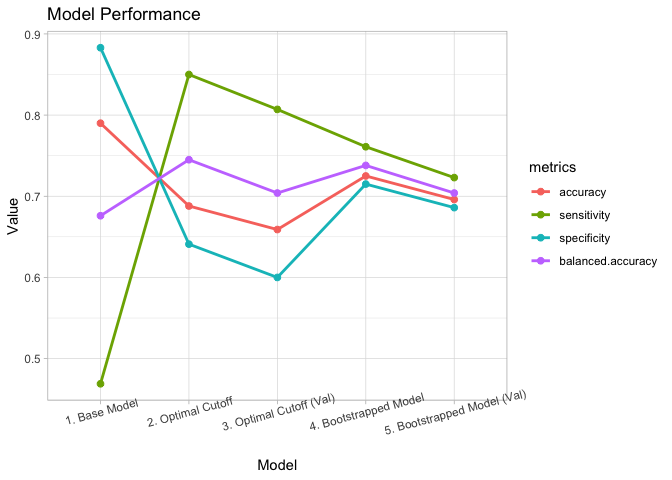 Model Performance
Value
0.9
0.8
0.7
0.6
0.5
1. Base Model
2. Optimal Cutoff
3. Optimal Cutoff (Val)
4. Bootstrapped Model
5. Bootstrapped Model (Val)
Model
metrics
accuracy
sensitivity
specificity
balanced.accuracy